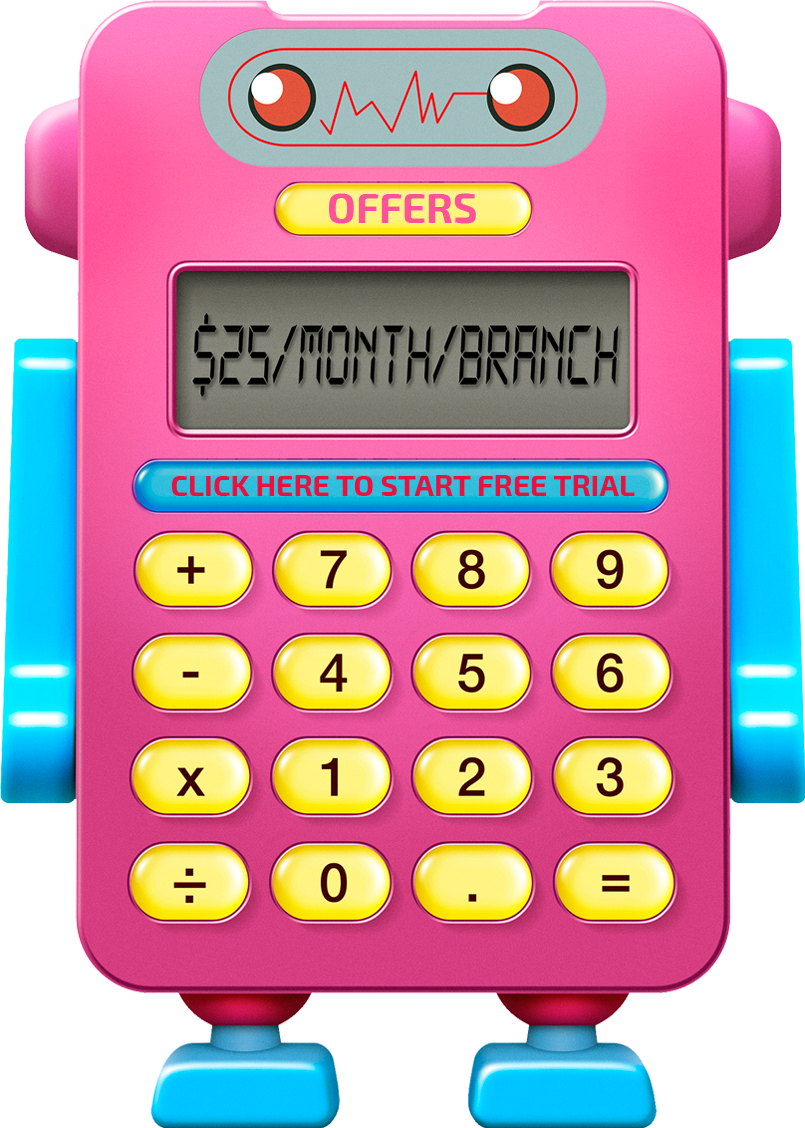 OFFERS
$25/MONTH/BRANCH
CLICK HERE TO START FREE TRIAL
+ 7 8 9
- 4 5 6
x 1 2 3
÷ 0 . =